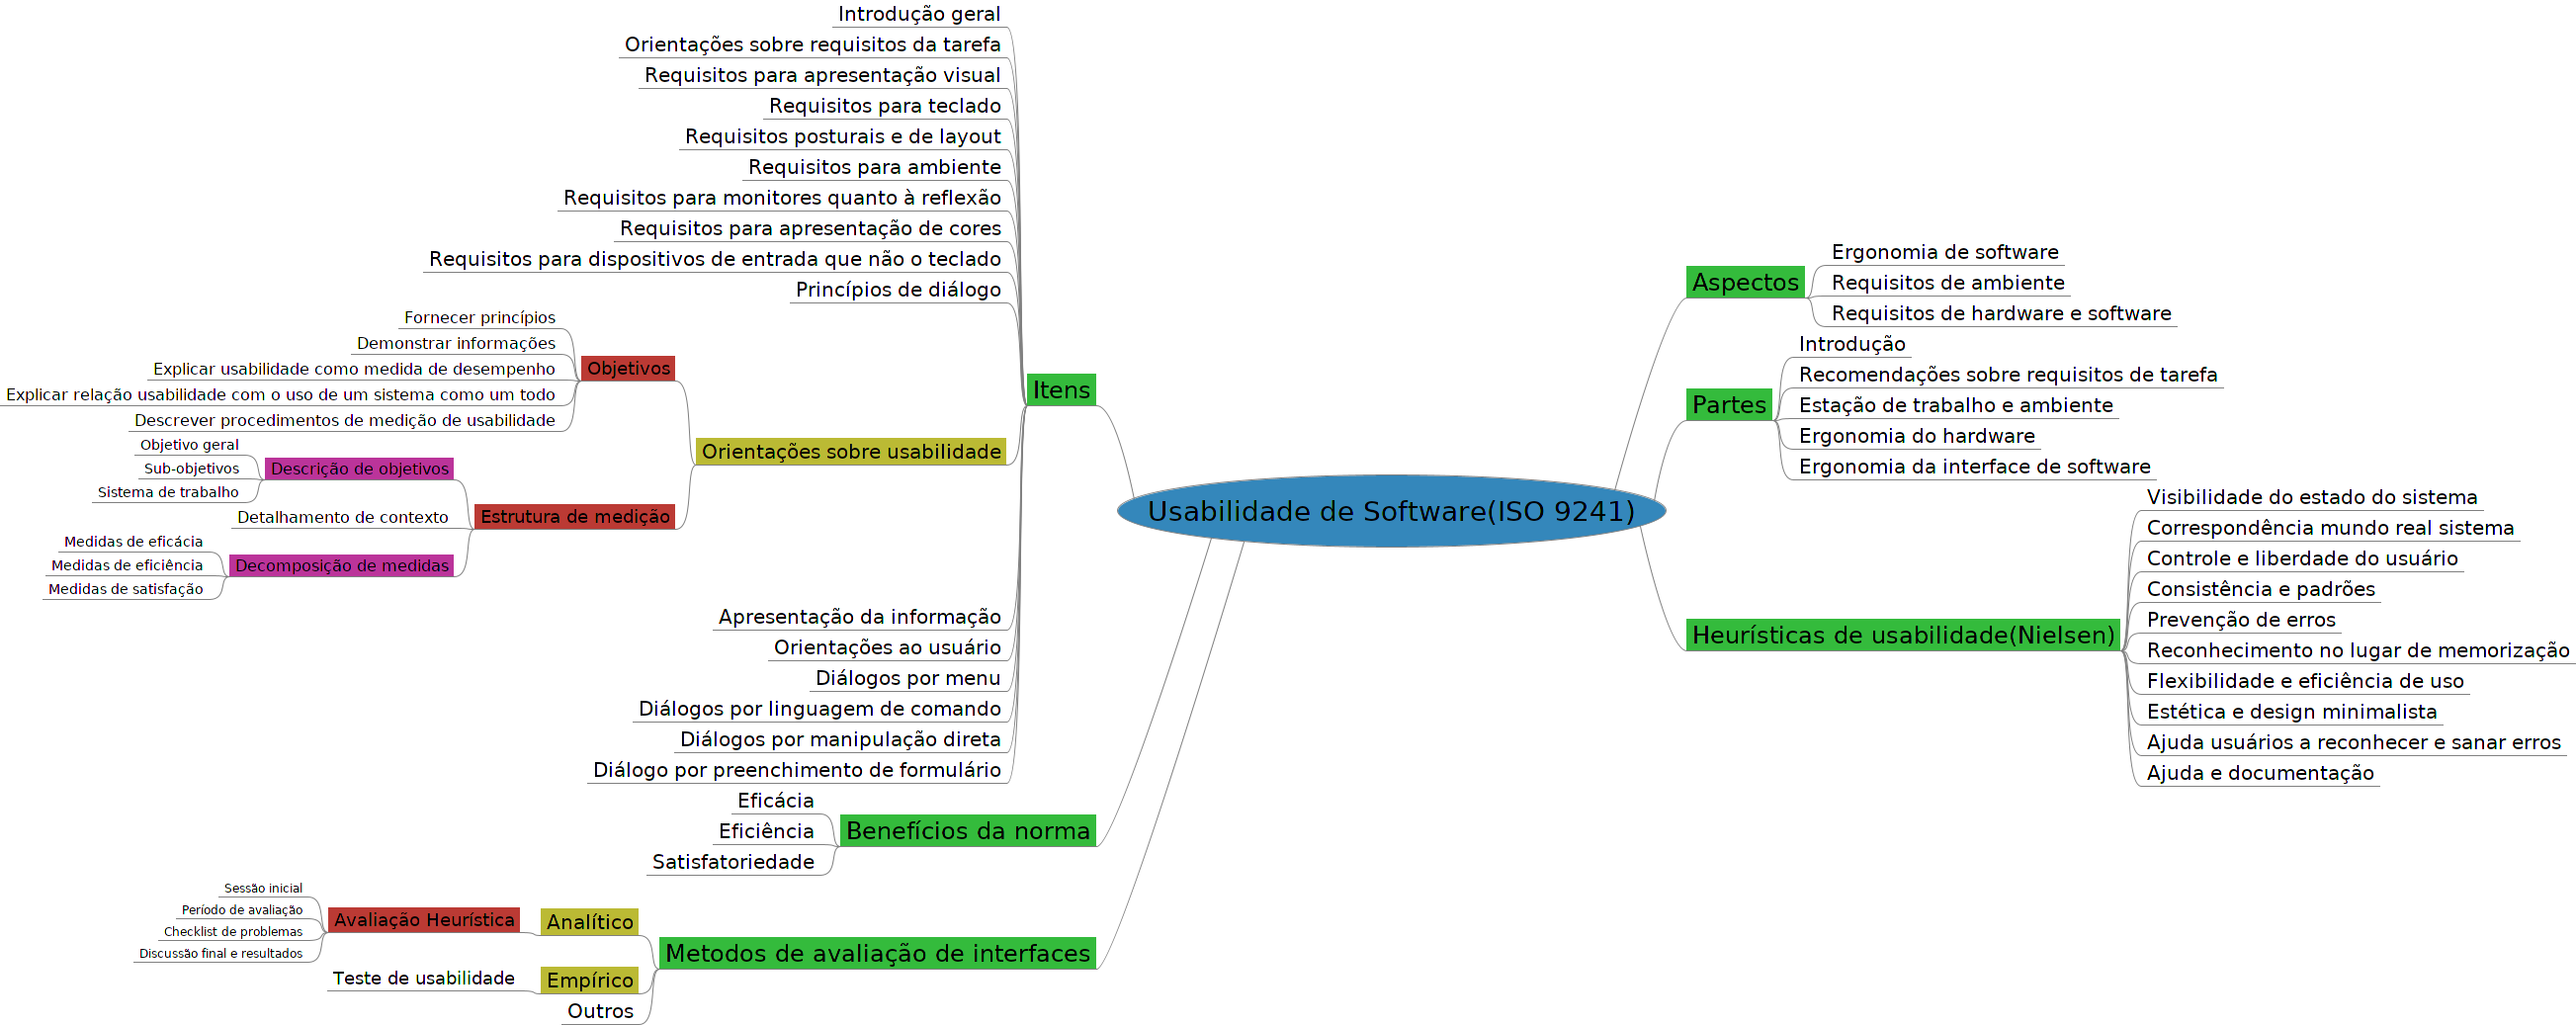 Usabilidade de Software(ISO 9241)
Itens
Introdução geral
Orientações sobre requisitos da tarefa
Requisitos para apresentação visual
Requisitos para teclado
Requisitos posturais e de layout
Requisitos para ambiente
Requisitos para monitores quanto à reflexão
Requisitos para apresentação de cores
Requisitos para dispositivos de entrada que não o teclado
Princípios de diálogo
Orientações sobre usabilidade
Objetivos
Fornecer princípios
Demonstrar informações
Explicar usabilidade como medida de desempenho
Explicar relação usabilidade com o uso de um sistema como um todo
Descrever procedimentos de medição de usabilidade
Estrutura de medição
Descrição de objetivos
Objetivo geral
Sub-objetivos
Sistema de trabalho
Detalhamento de contexto
Decomposição de medidas
Medidas de eficácia
Medidas de eficiência
Medidas de satisfação
Apresentação da informação
Orientações ao usuário
Diálogos por menu
Diálogos por linguagem de comando
Diálogos por manipulação direta
Diálogo por preenchimento de formulário
Benefícios da norma
Eficácia
Eficiência
Satisfatoriedade
Metodos de avaliação de interfaces
Analítico
Avaliação Heurística
Sessão inicial
Período de avaliação
Checklist de problemas
Discussão final e resultados
Empírico
Teste de usabilidade
Outros
Aspectos
Ergonomia de software
Requisitos de ambiente
Requisitos de hardware e software
Partes
Introdução
Recomendações sobre requisitos de tarefa
Estação de trabalho e ambiente
Ergonomia do hardware
Ergonomia da interface de software
Heurísticas de usabilidade(Nielsen)
Visibilidade do estado do sistema
Correspondência mundo real sistema
Controle e liberdade do usuário
Consistência e padrões
Prevenção de erros
Reconhecimento no lugar de memorização
Flexibilidade e eficiência de uso
Estética e design minimalista
Ajuda usuários a reconhecer e sanar erros
Ajuda e documentação